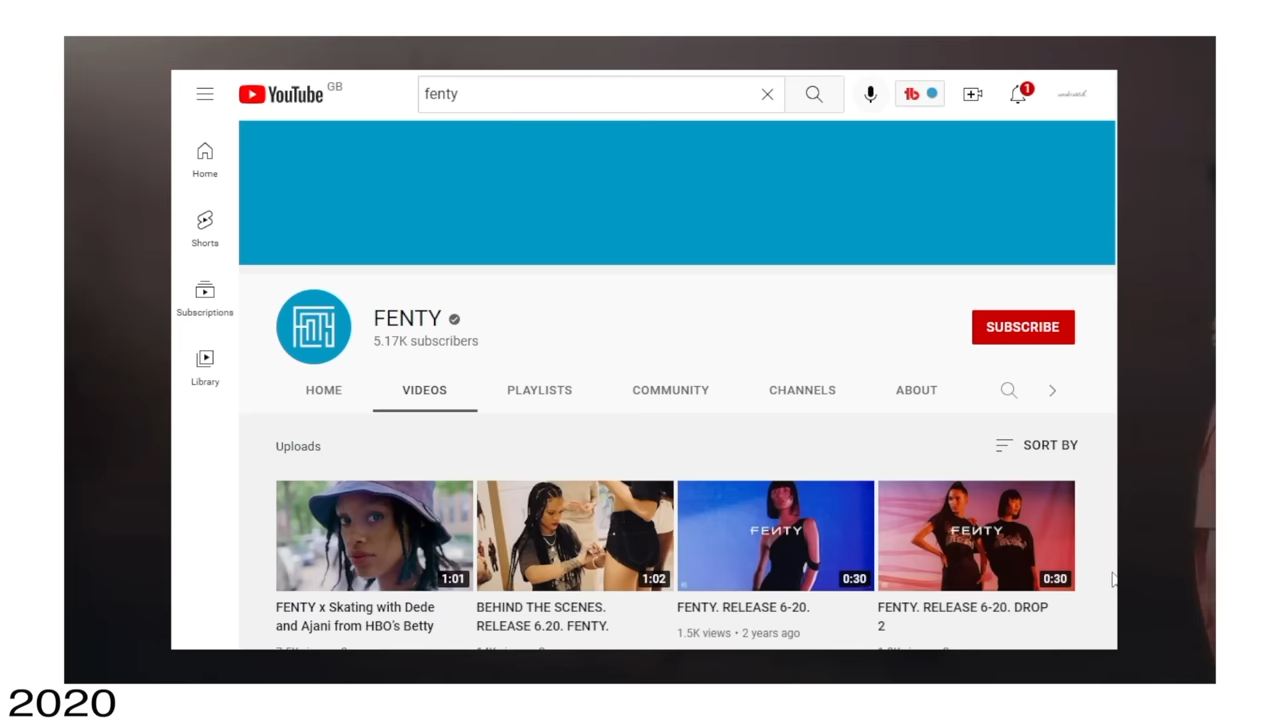 YouTube GB
fenty
1
Home
Shorts
Subscriptions
Library
FENTY
FENTY
5.17K subscribers
SUBSCRIBE
HOME VIDEOS PLAYLISTS COMMUNITY CHANNELS ABOUT
Uploads
SORT BY
FENTY
FENTY
1:01
1:02
0:30
0:30
FENTY x Skating with Dede
and Ajani from HBO's Betty
BEHIND THE SCENES.
RELEASE 6.20. FENTY.
FENTY. RELEASE 6-20.
1.5K views • 2 years ago
FENTY. RELEASE 6-20. DROP
2
2020